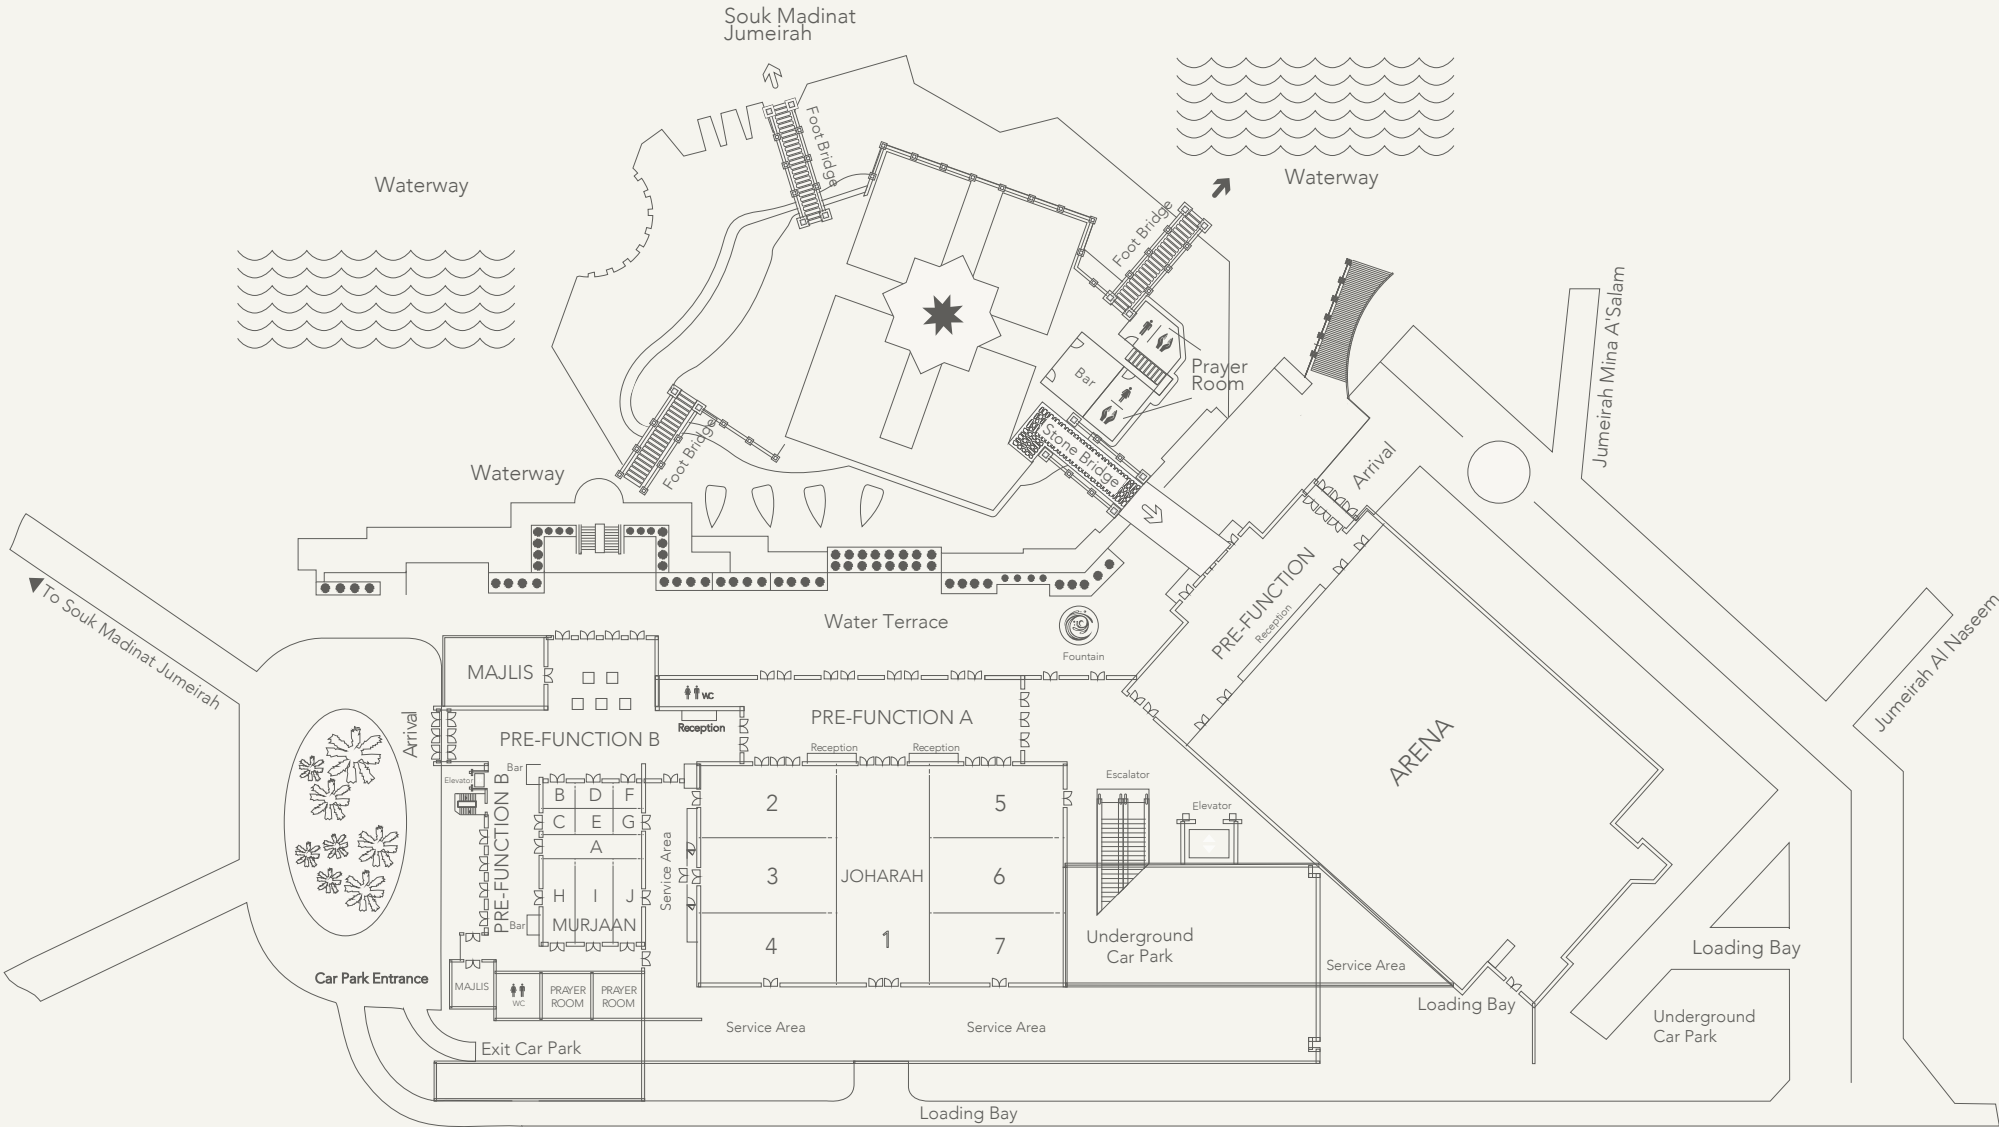 Souk Madinat
Jumeirah
Foot Bridge
Waterway
Waterway
Foot Bridge
Jumeirah Mina A'Salam
Prayer
Room
Bar
Stone Bridge
Arrival
Waterway
Foot Bridge
To Souk Madinat Jumeirah
Water Terrace
Fountain
PRE-FUNCTION
Reception
Jumeirah Al Naseem
MAJLIS
WC
Reception
PRE-FUNCTION A
PRE-FUNCTION B
Arrival
Reception
Reception
ARENA
Elevator
Bar
PRE-FUNCTION B
B
D
F
C
E
G
A
H
I
J
MURJAAN
Bar
Service Area
2
5
3
JOHARAH
6
4
1
7
Escalator
Elevator
Underground
Car Park
Service Area
Loading Bay
Loading Bay
Underground
Car Park
Car Park Entrance
MAJLIS
WC
PRAYER
ROOM
PRAYER
ROOM
Service Area
Service Area
Exit Car Park
Loading Bay